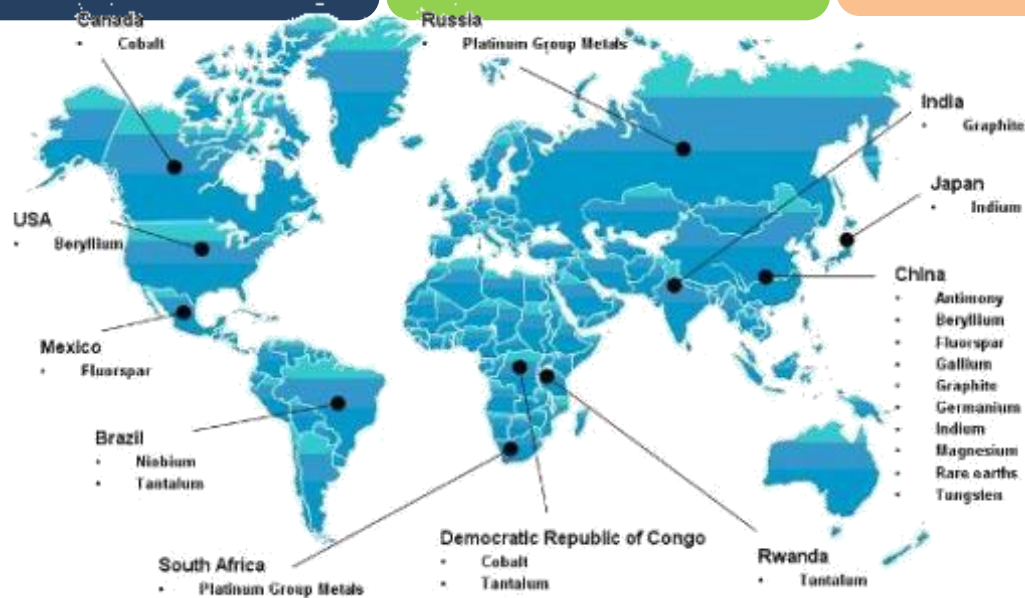 Canada
• Cobalt
Russia
• Platinum Group Metals
India
• Graphite
Japan
• Indium
USA
• Beryllium
China
• Antimony
• Beryllium
• Fluorspar
• Gallium
• Graphite
• Germanium
• Indium
• Magnesium
• Rare earths
• Tungsten
Mexico
• Fluorspar
Brazil
• Niobium
• Tantalum
South Africa
• Platinum Group Metals
Democratic Republic of Congo
• Cobalt
• Tantalum
Rwanda
• Tantalum